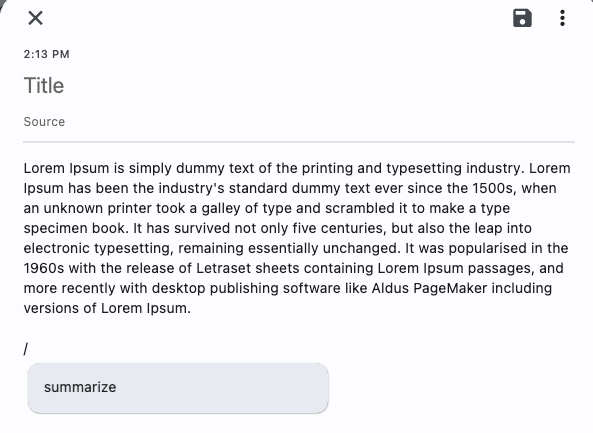 2:13 PM
Title
Source
Lorem Ipsum is simply dummy text of the printing and typesetting industry. Lorem
Ipsum has been the industry's standard dummy text ever since the 1500s, when
an unknown printer took a galley of type and scrambled it to make a type
specimen book. It has survived not only five centuries, but also the leap into
electronic typesetting, remaining essentially unchanged. It was popularised in the
1960s with the release of Letraset sheets containing Lorem Ipsum passages, and
more recently with desktop publishing software like Aldus PageMaker including
versions of Lorem Ipsum.
/
summarize